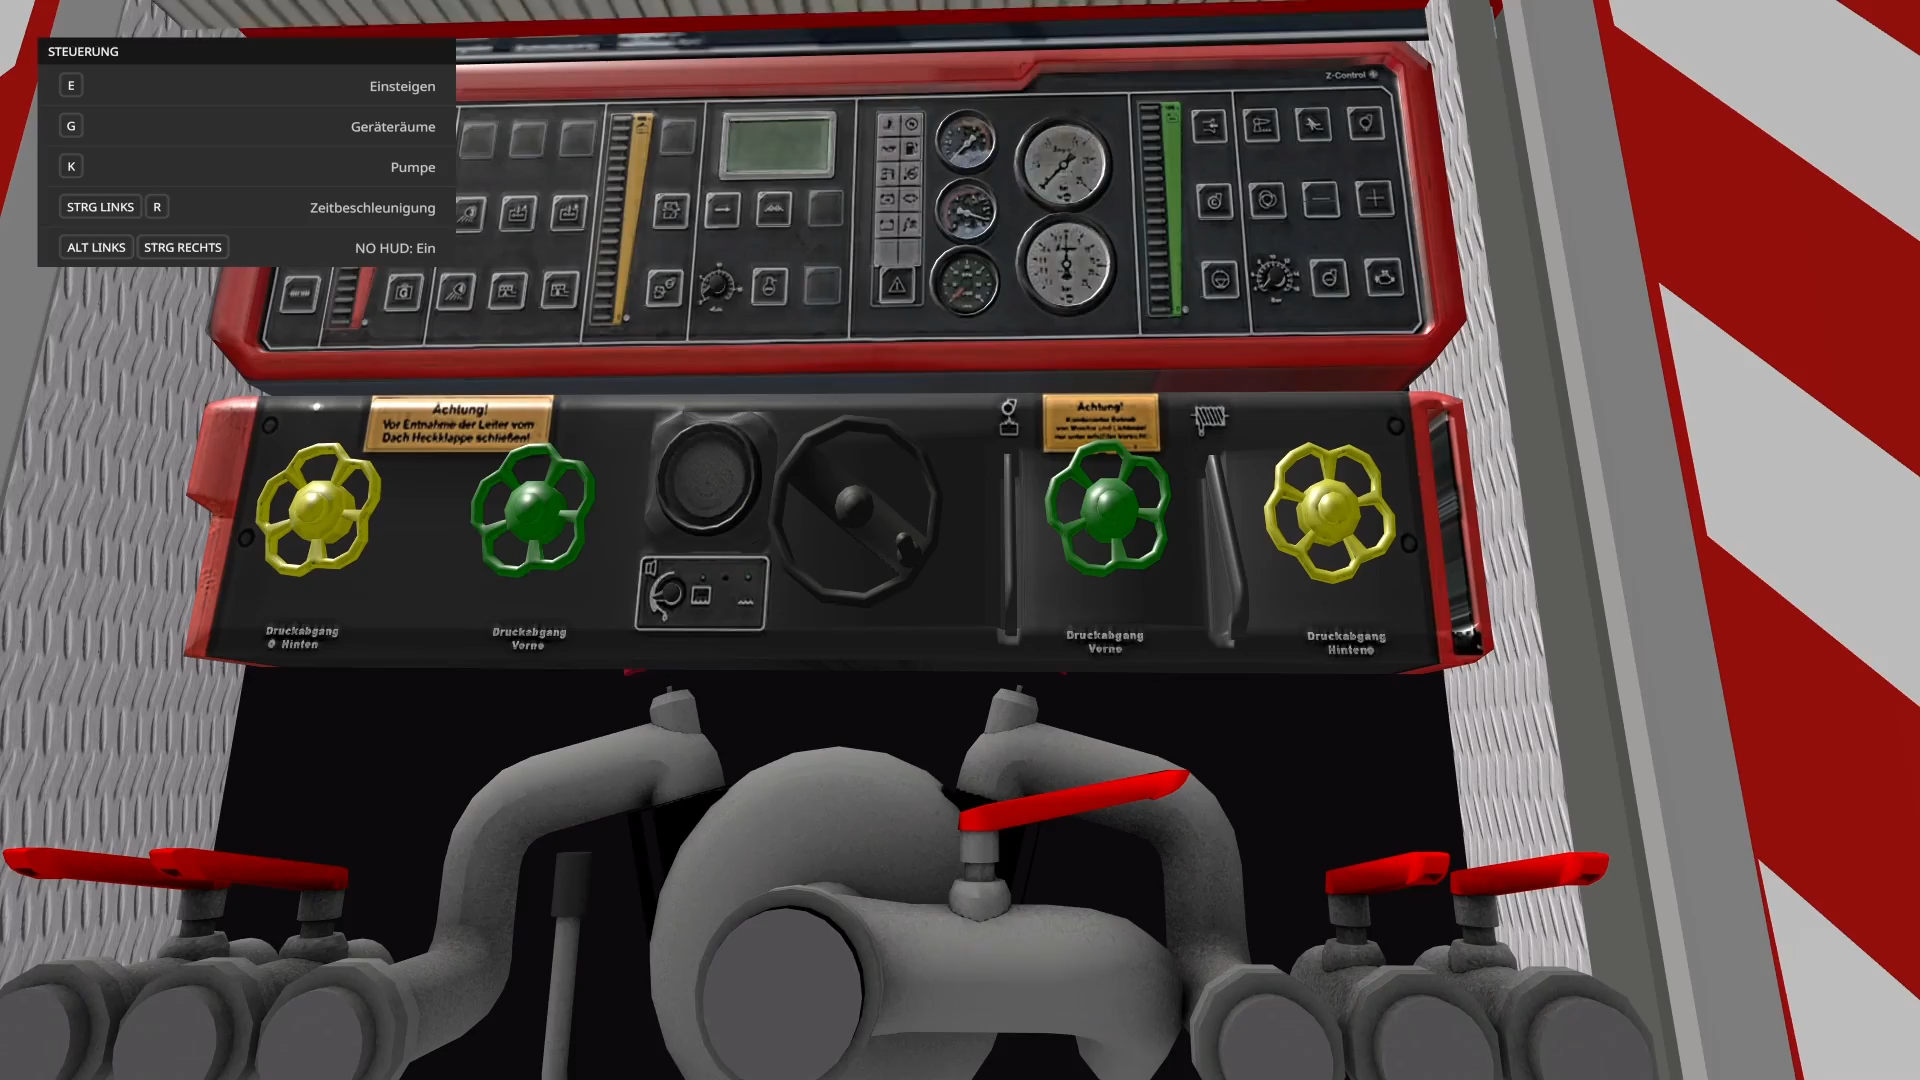 STEUERUNG
E Einsteigen
G Geräteräume
K Pumpe
STRG LINKS R Zeitbeschleunigung
ALT LINKS STRG RECHTS NO HUD: Ein
Z-Control
Achtung!
Vor Entnahme der Leiter vom
Dach Heckklappe schließen!
Achtung!
Druckabgang
Hinten
Druckabgang
Vorne
Druckabgang
Vorne
Druckabgang
Hinten